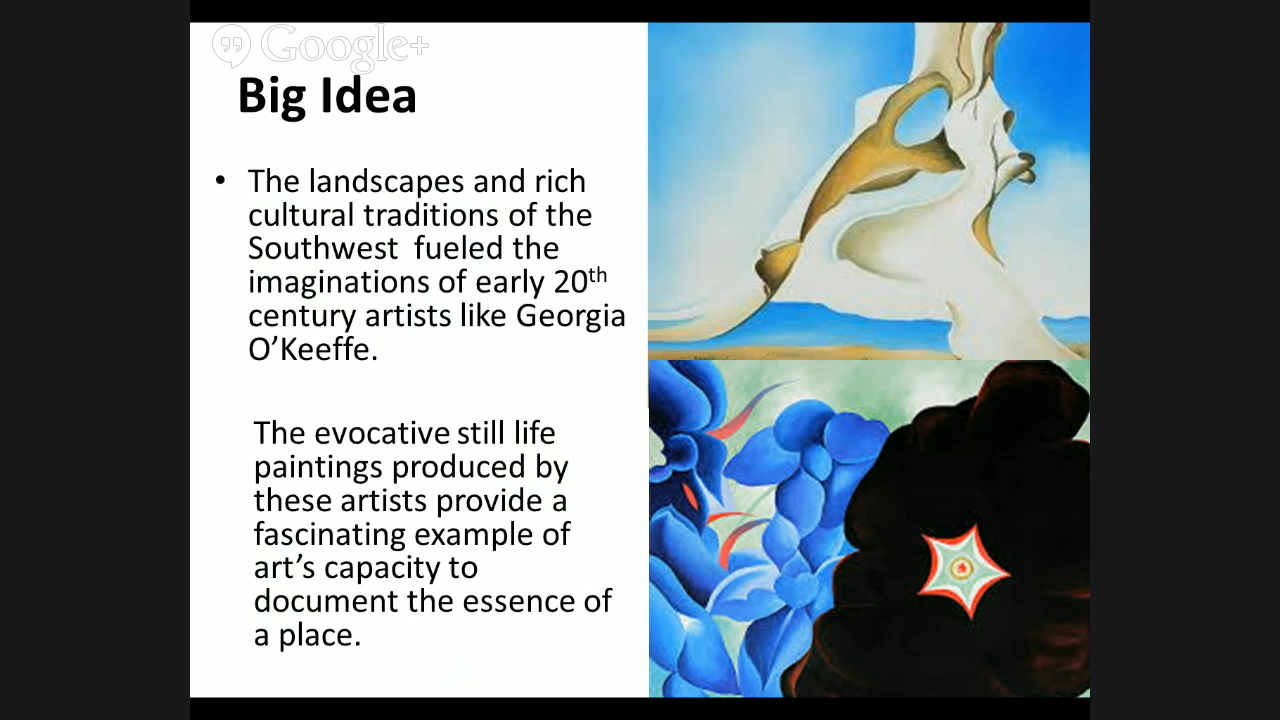 Google+
Big Idea
• The landscapes and rich
cultural traditions of the
Southwest fueled the
imaginations of early 20th
century artists like Georgia
O’Keeffe.
The evocative still life
paintings produced by
these artists provide a
fascinating example of
art’s capacity to
document the essence of
a place.